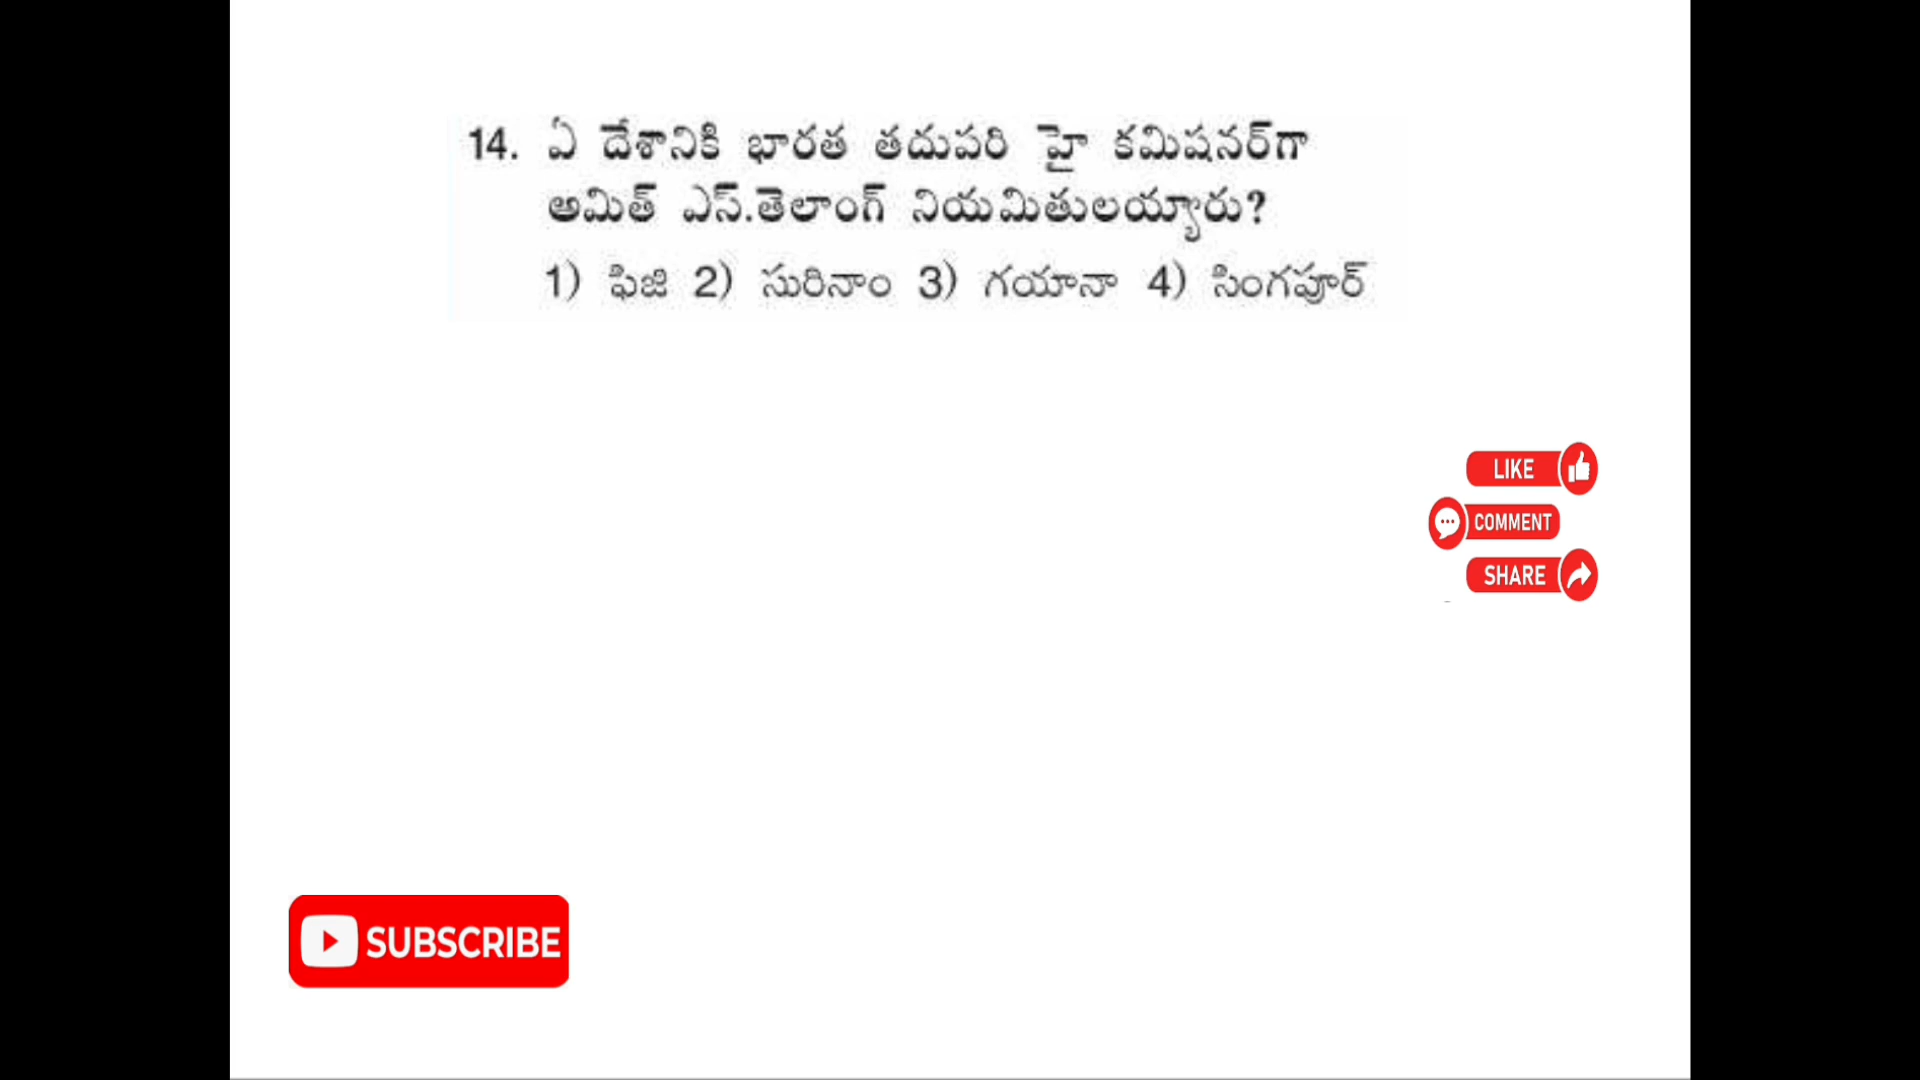 14. ఏ దేశానికి భారత తదుపరి హై కమిషనర్‌గా
అమిత్ ఎస్.తెలాంగ్ నియమితులయ్యారు?
1) ఫిజి 2) సురినాం 3) గయానా 4) సింగపూర్
LIKE
COMMENT
SHARE
SUBSCRIBE